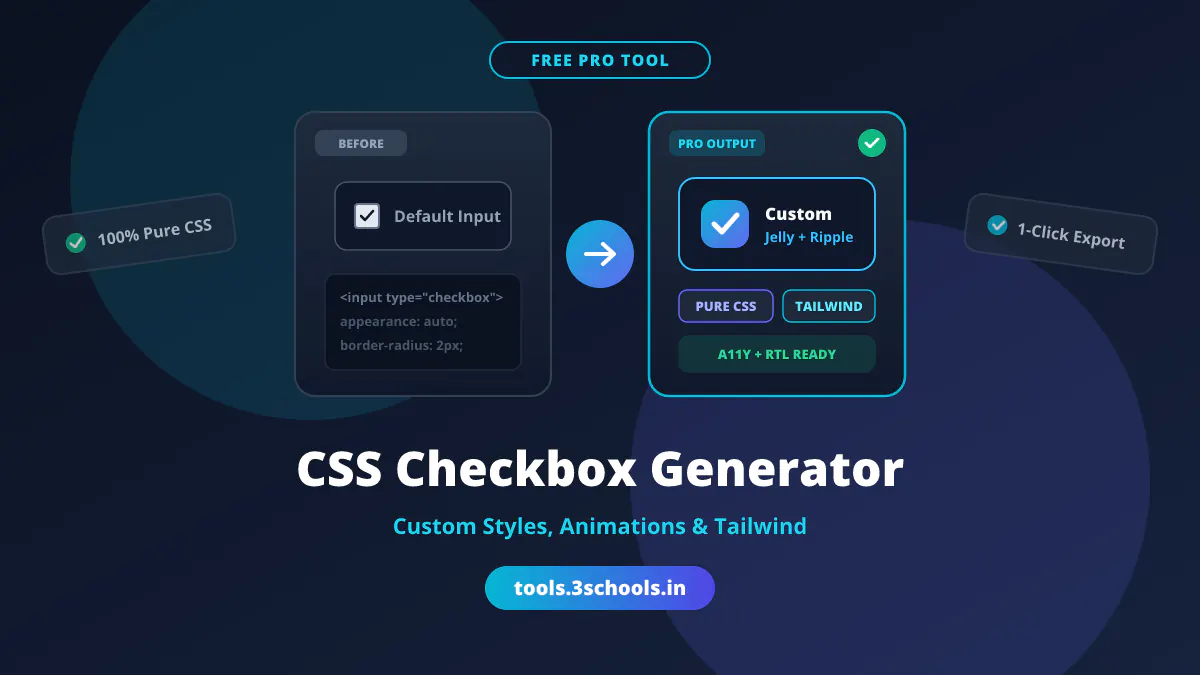 FREE PRO TOOL
BEFORE
Default Input
<input type="checkbox">
appearance: auto;
border-radius: 2px;
PRO OUTPUT
Custom
Jelly + Ripple
PURE CSS
TAILWIND
A11Y + RTL READY
100% Pure CSS
1-Click Export
CSS Checkbox Generator
Custom Styles, Animations & Tailwind
tools.3schools.in